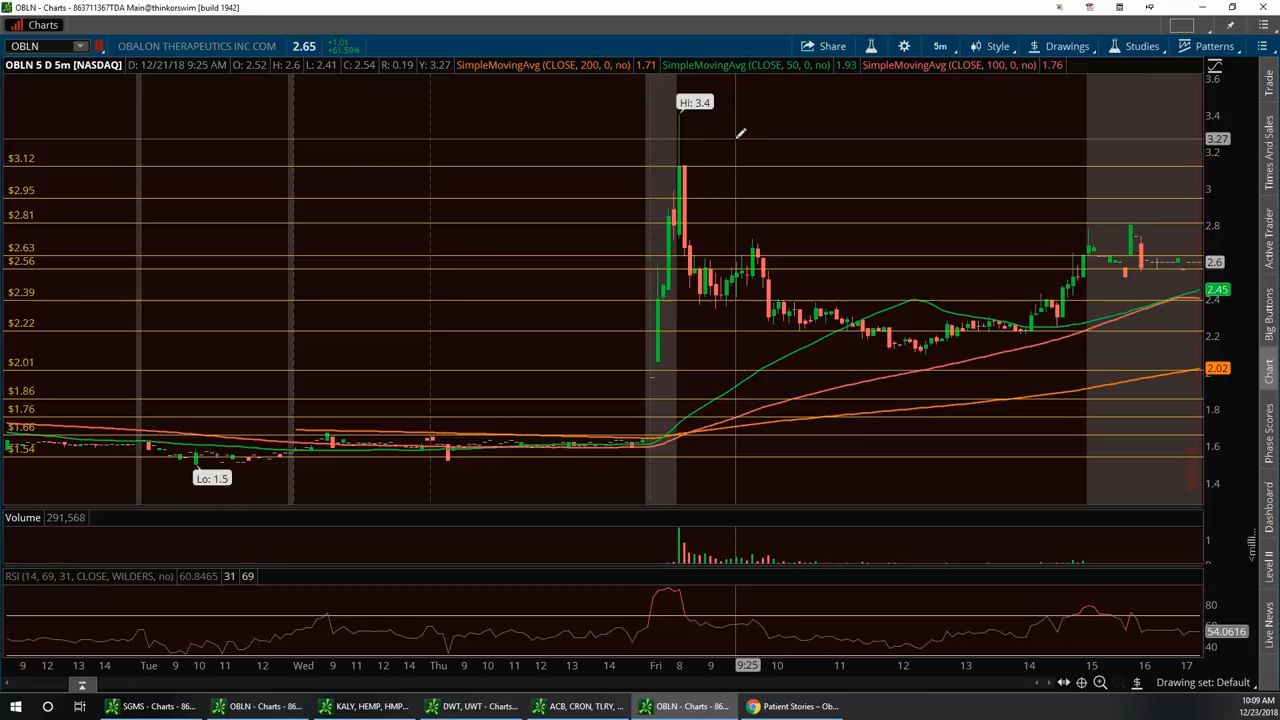 OBLN - Charts - 863711367TDA Main@thinkorswim [build 1942]
Charts
OBLN OBALON THERAPEUTICS INC COM 2.65 +1.01 +61.59% Share 5m Style Drawings Studies Patterns
OBLN 5 D 5m [NASDAQ] D: 12/21/18 9:25 AM O: 2.52 H: 2.6 L: 2.41 C: 2.54 R: 0.19 Y: 3.27 SimpleMovingAvg (CLOSE, 200, 0, no) 1.71 SimpleMovingAvg (CLOSE, 50, 0, no) 1.93 SimpleMovingAvg (CLOSE, 100, 0, no) 1.76
3.6
Hi: 3.4
3.4
3.27
3.2
$3.12
3
$2.95
$2.81
2.8
$2.63
$2.56
2.6
2.45
$2.39
2.4
$2.22
2.2
$2.01
2.02
$1.86
$1.76
1.8
$1.66
1.6
$1.54
Lo: 1.5
1.4
Volume 291,568
1
0
<milli...
RSI (14, 69, 31, CLOSE, WILDERS, no) 60.8465 31 69
80
54.0616
40
9 12 13 14 Tue 9 10 11 12 Wed 9 10 12 14 Thu 9 10 12 14 Fri 8 9 9:25 10 11 12 13 14 15 16 17
Drawing set: Default
Trade
Times And Sales
Active Trader
Big Buttons
Chart
Phase Scores
Dashboard
Level II
Live News
SGMS - Charts - 86...
OBLN - Charts - 86...
KALY, HEMP, HMP...
DWT, UWT - Charts...
OBLN - Charts - 86...
Patient Stories – Ob...
10:09 AM
12/23/2018